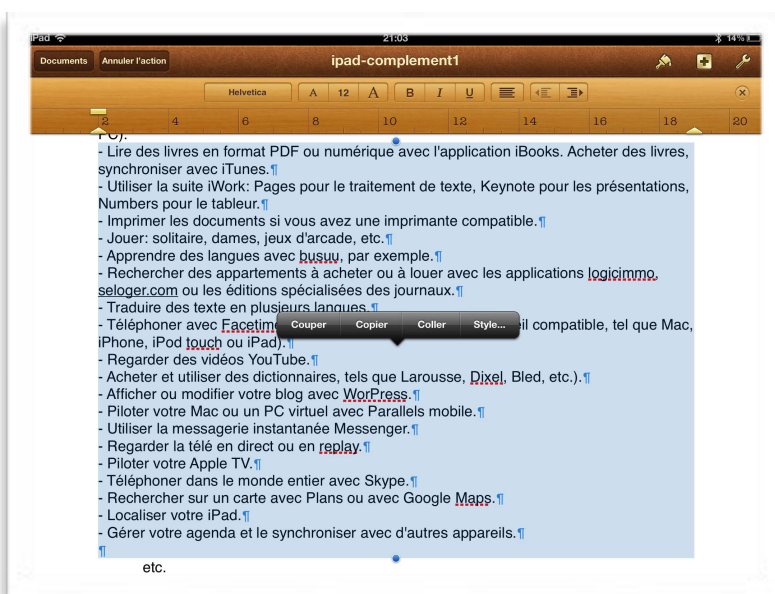 iPad 21:03 14%
Documents Annuler l'action ipad-complement1
Helvetica A 12 A B I U
2 4 6 8 10 12 14 16 18 20
PC).
- Lire des livres en format PDF ou numérique avec l'application iBooks. Acheter des livres,
synchroniser avec iTunes.¶
- Utiliser la suite iWork: Pages pour le traitement de texte, Keynote pour les présentations,
Numbers pour le tableur.¶
- Imprimer les documents si vous avez une imprimante compatible.¶
- Jouer: solitaire, dames, jeux d'arcade, etc.¶
- Apprendre des langues avec busuu, par exemple.¶
- Rechercher des appartements à acheter ou à louer avec les applications logicimmo,
seloger.com ou les éditions spécialisées des journaux.¶
- Traduire des texte en plusieurs langues.¶
- Téléphoner avec Facetime il compatible, tel que Mac,
Couper Copier Coller Style...
iPhone, iPod touch ou iPad).¶
- Regarder des vidéos YouTube.¶
- Acheter et utiliser des dictionnaires, tels que Larousse, Dixel, Bled, etc.).¶
- Afficher ou modifier votre blog avec WorPress.¶
- Piloter votre Mac ou un PC virtuel avec Parallels mobile.¶
- Utiliser la messagerie instantanée Messenger.¶
- Regarder la télé en direct ou en replay.¶
- Piloter votre Apple TV.¶
- Téléphoner dans le monde entier avec Skype.¶
- Rechercher sur un carte avec Plans ou avec Google Maps.¶
- Localiser votre iPad.¶
- Gérer votre agenda et le synchroniser avec d'autres appareils.¶
¶
etc.